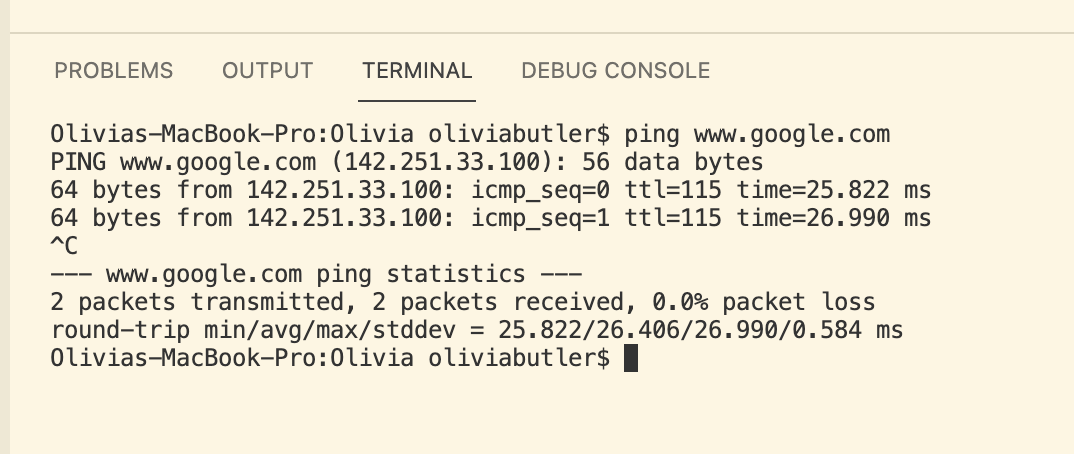 PROBLEMS OUTPUT TERMINAL DEBUG CONSOLE
Olivias-MacBook-Pro:Olivia oliviabutler$ ping www.google.com
PING www.google.com (142.251.33.100): 56 data bytes
64 bytes from 142.251.33.100: icmp_seq=0 ttl=115 time=25.822 ms
64 bytes from 142.251.33.100: icmp_seq=1 ttl=115 time=26.990 ms
^C
--- www.google.com ping statistics ---
2 packets transmitted, 2 packets received, 0.0% packet loss
round-trip min/avg/max/stddev = 25.822/26.406/26.990/0.584 ms
Olivias-MacBook-Pro:Olivia oliviabutler$